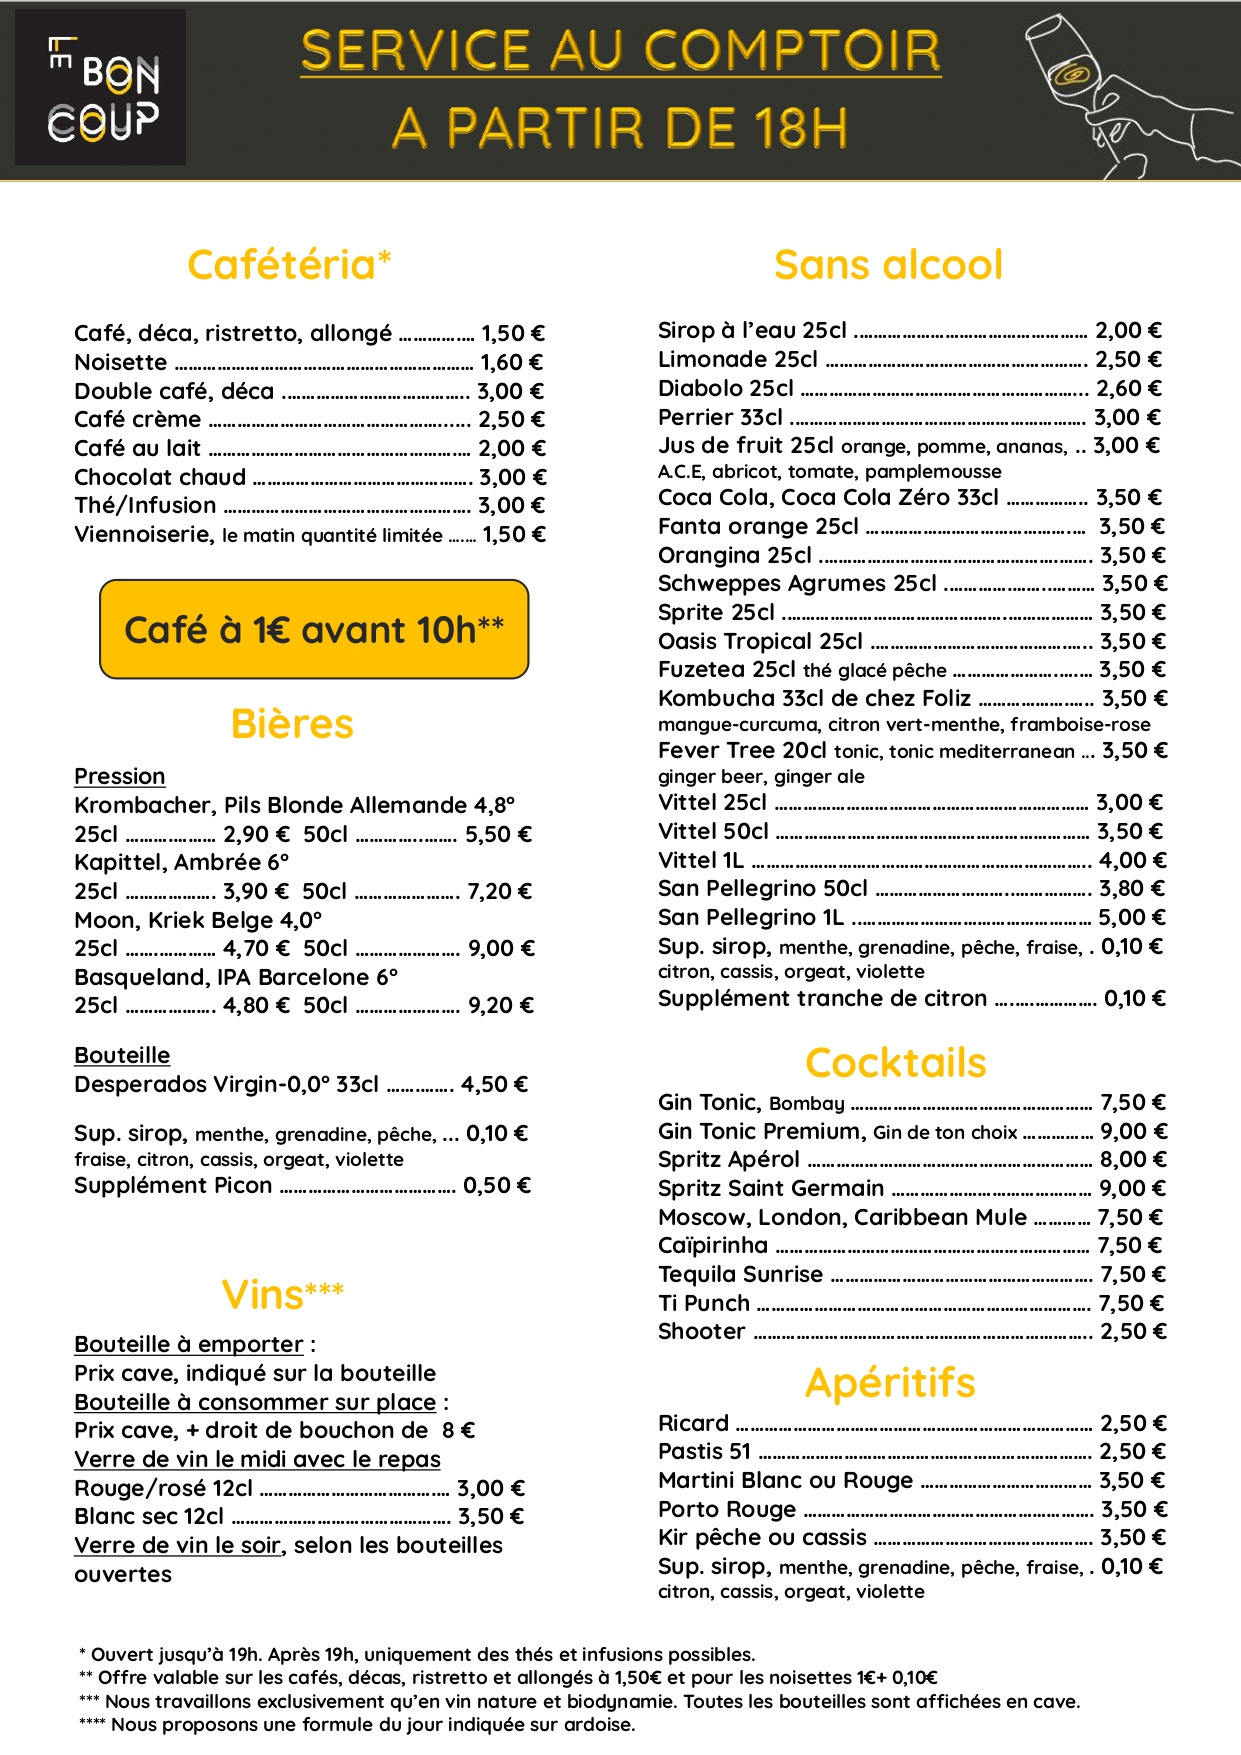 LE
BON
COUP
SERVICE AU COMPTOIR
A PARTIR DE 18H
Cafétéria*
Café, déca, ristretto, allongé ................ 1,50 €
Noisette ................ 1,60 €
Double café, déca ................ 3,00 €
Café crème ................ 2,50 €
Café au lait ................ 2,00 €
Chocolat chaud ................ 3,00 €
Thé/Infusion ................ 3,00 €
Viennoiserie, le matin quantité limitée ....... 1,50 €
Café à 1€ avant 10h**
Bières
Pression
Krombacher, Pils Blonde Allemande 4,8°
25cl ................ 2,90 € 50cl ................ 5,50 €
Kapittel, Ambrée 6°
25cl ................ 3,90 € 50cl ................ 7,20 €
Moon, Kriek Belge 4,0°
25cl ................ 4,70 € 50cl ................ 9,00 €
Basqueland, IPA Barcelone 6°
25cl ................ 4,80 € 50cl ................ 9,20 €
Bouteille
Desperados Virgin-0,0° 33cl ............. 4,50 €
Sup. sirop, menthe, grenadine, pêche, ... 0,10 €
fraise, citron, cassis, orgeat, violette
Supplément Picon ................ 0,50 €
Vins***
Bouteille à emporter :
Prix cave, indiqué sur la bouteille
Bouteille à consommer sur place :
Prix cave, + droit de bouchon de 8 €
Verre de vin le midi avec le repas
Rouge/rosé 12cl ................ 3,00 €
Blanc sec 12cl ................ 3,50 €
Verre de vin le soir, selon les bouteilles
ouvertes
Sans alcool
Sirop à l’eau 25cl ................ 2,00 €
Limonade 25cl ................ 2,50 €
Diabolo 25cl ................ 2,60 €
Perrier 33cl ................ 3,00 €
Jus de fruit 25cl orange, pomme, ananas, .. 3,00 €
A.C.E, abricot, tomate, pamplemousse
Coca Cola, Coca Cola Zéro 33cl ................ 3,50 €
Fanta orange 25cl ................ 3,50 €
Orangina 25cl ................ 3,50 €
Schweppes Agrumes 25cl ................ 3,50 €
Sprite 25cl ................ 3,50 €
Oasis Tropical 25cl ................ 3,50 €
Fuzetea 25cl thé glacé pêche ................ 3,50 €
Kombucha 33cl de chez Foliz ................ 3,50 €
mangue-curcuma, citron vert-menthe, framboise-rose
Fever Tree 20cl tonic, tonic mediterranean ... 3,50 €
ginger beer, ginger ale
Vittel 25cl ................ 3,00 €
Vittel 50cl ................ 3,50 €
Vittel 1L ................ 4,00 €
San Pellegrino 50cl ................ 3,80 €
San Pellegrino 1L ................ 5,00 €
Sup. sirop, menthe, grenadine, pêche, fraise, . 0,10 €
citron, cassis, orgeat, violette
Supplément tranche de citron ................ 0,10 €
Cocktails
Gin Tonic, Bombay ................ 7,50 €
Gin Tonic Premium, Gin de ton choix .............. 9,00 €
Spritz Apérol ................ 8,00 €
Spritz Saint Germain ................ 9,00 €
Moscow, London, Caribbean Mule ........... 7,50 €
Caïpirinha ................ 7,50 €
Tequila Sunrise ................ 7,50 €
Ti Punch ................ 7,50 €
Shooter ................ 2,50 €
Apéritifs
Ricard ................ 2,50 €
Pastis 51 ................ 2,50 €
Martini Blanc ou Rouge ................ 3,50 €
Porto Rouge ................ 3,50 €
Kir pêche ou cassis ................ 3,50 €
Sup. sirop, menthe, grenadine, pêche, fraise, . 0,10 €
citron, cassis, orgeat, violette
* Ouvert jusqu’à 19h. Après 19h, uniquement des thés et infusions possibles.
** Offre valable sur les cafés, décas, ristretto et allongés à 1,50€ et pour les noisettes 1€+ 0,10€
*** Nous travaillons exclusivement qu’en vin nature et biodynamie. Toutes les bouteilles sont affichées en cave.
**** Nous proposons une formule du jour indiquée sur ardoise.